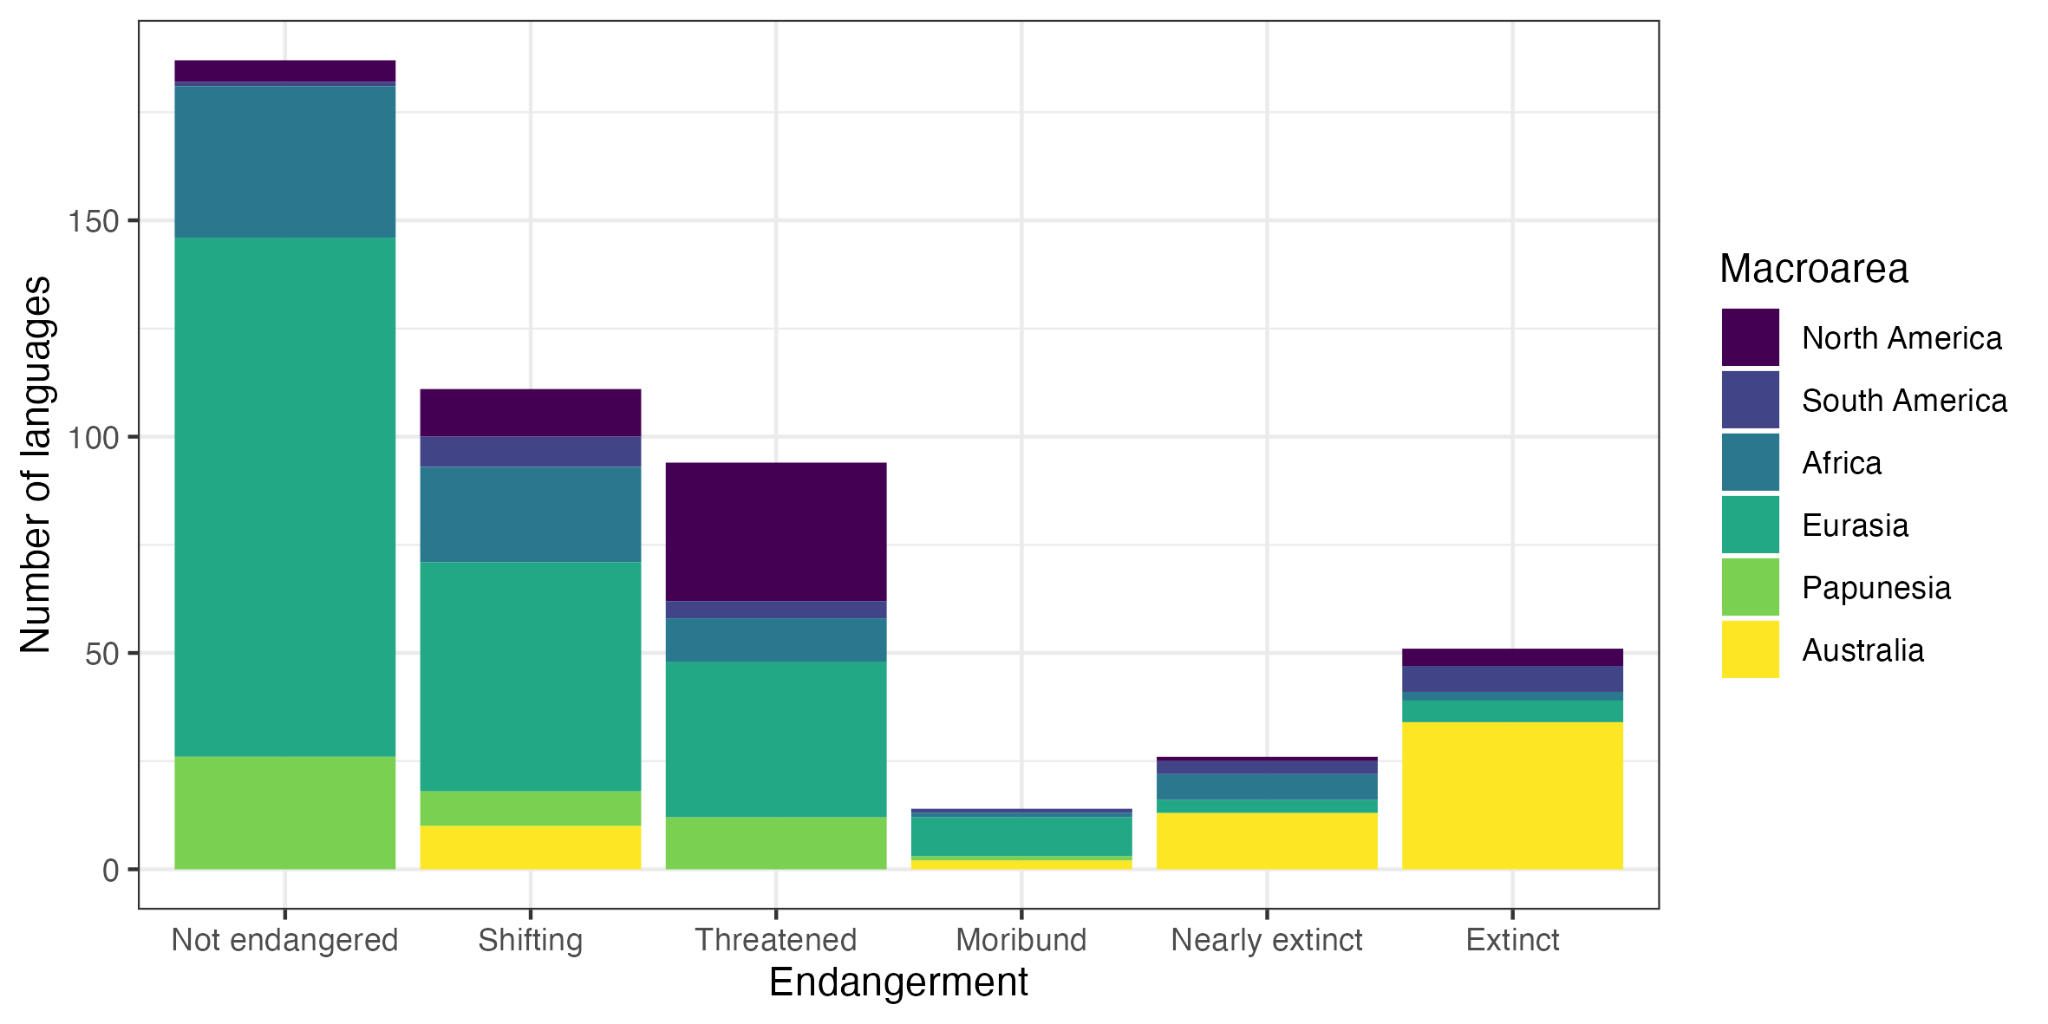 Number of languages
150
100
50
0
Not endangered
Shifting
Threatened
Moribund
Nearly extinct
Extinct
Endangerment
Macroarea
North America
South America
Africa
Eurasia
Papunesia
Australia